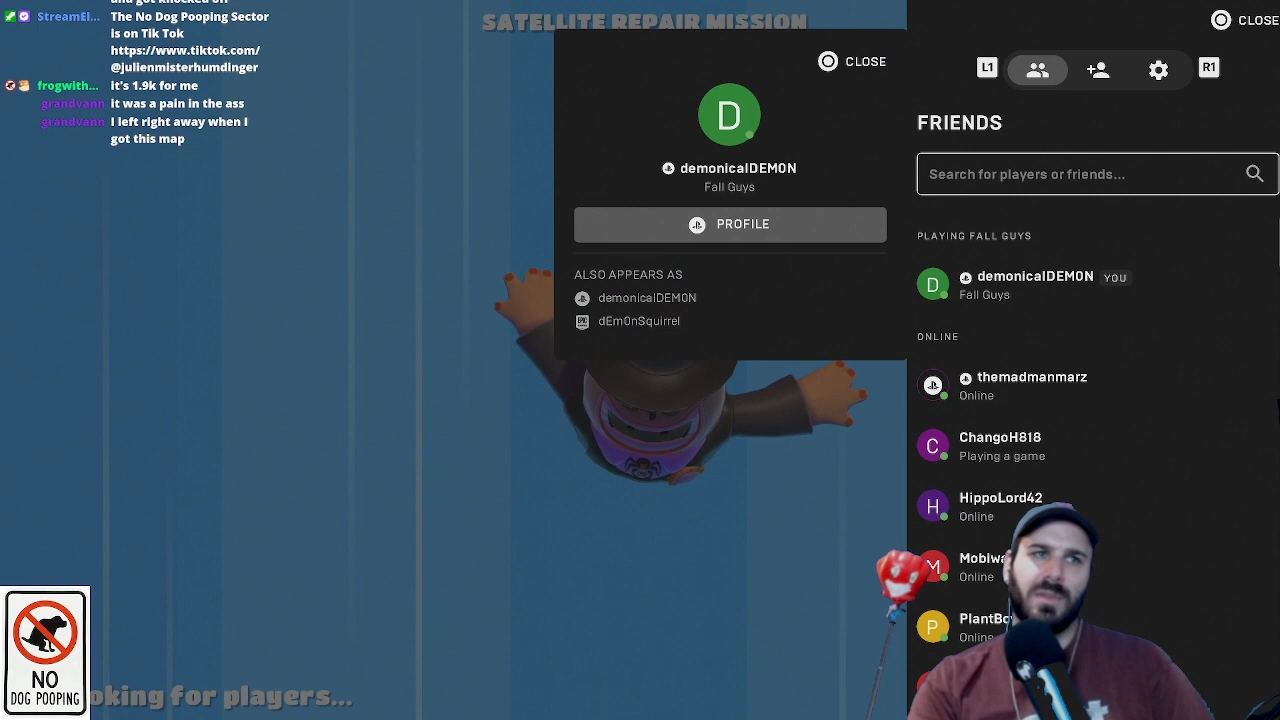 and got knocked off
StreamEl... The No Dog Pooping Sector
is on Tik Tok
https://www.tiktok.com/
@julienmisterhumdinger
frogwith... it's 1.9k for me
grandvann it was a pain in the ass
grandvann I left right away when I
got this map
SATELLITE REPAIR MISSION
CLOSE
D
demonicalDEMON
Fall Guys
PROFILE
ALSO APPEARS AS
demonicalDEMON
dEm0nSquirrel
CLOSE
L1
R1
FRIENDS
Search for players or friends...
PLAYING FALL GUYS
D
demonicalDEMON YOU
Fall Guys
ONLINE
themadmanmarz
Online
C
ChangoH818
Playing a game
H
HippoLord42
Online
M
Online
P
Online
NO
DOG POOPING
oking for players...